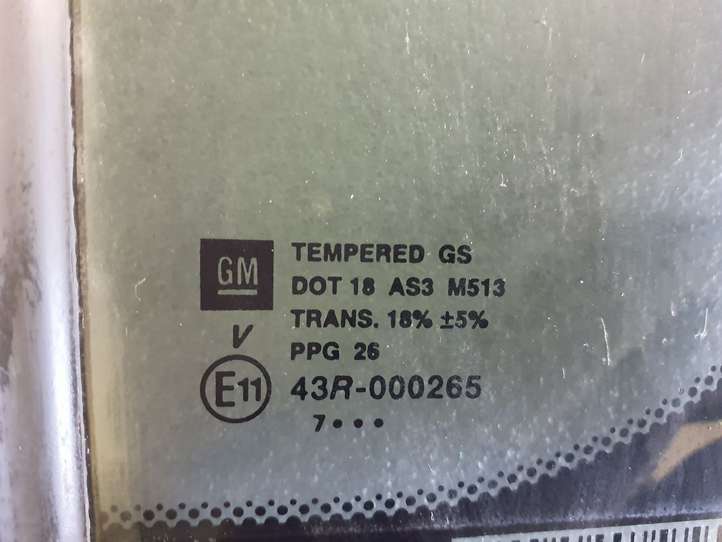 GM
TEMPERED GS
DOT 18 AS3 M513
TRANS. 18% ±5%
V
PPG 26
E11 43R-000265
7•••